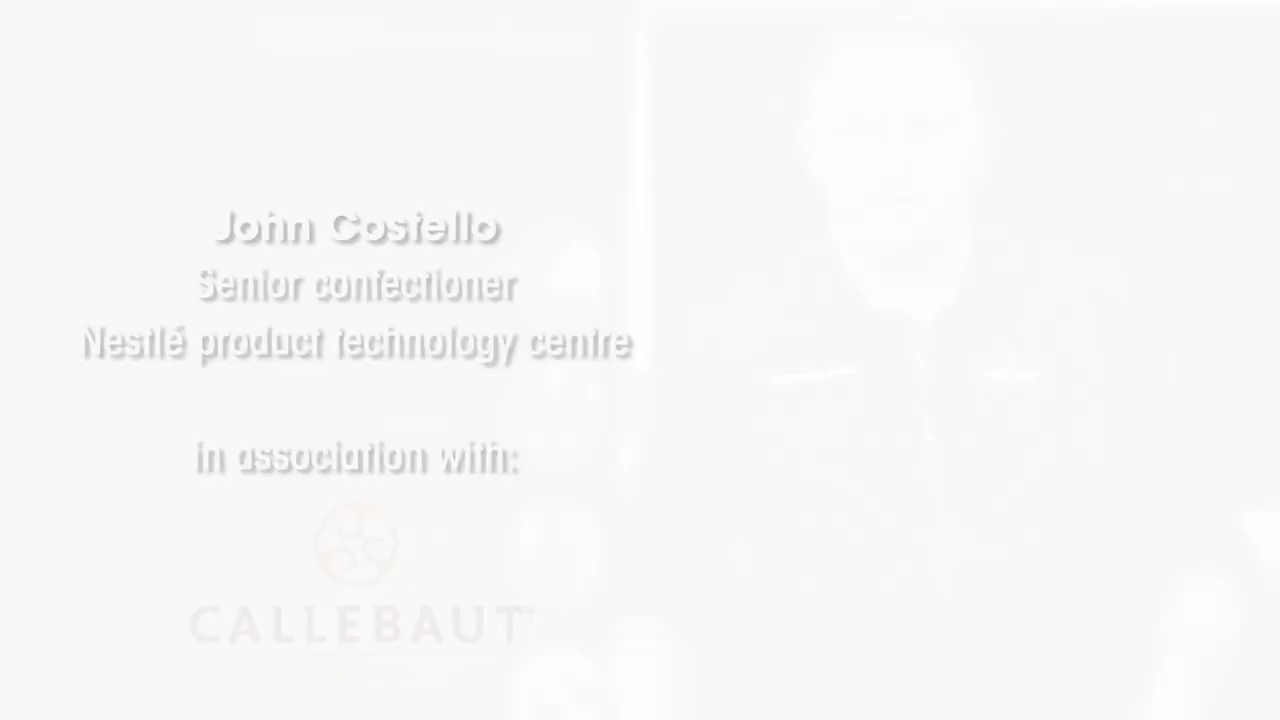 John Costello
Senior confectioner
Nestlé product technology centre
in association with:
CALLEBAUT